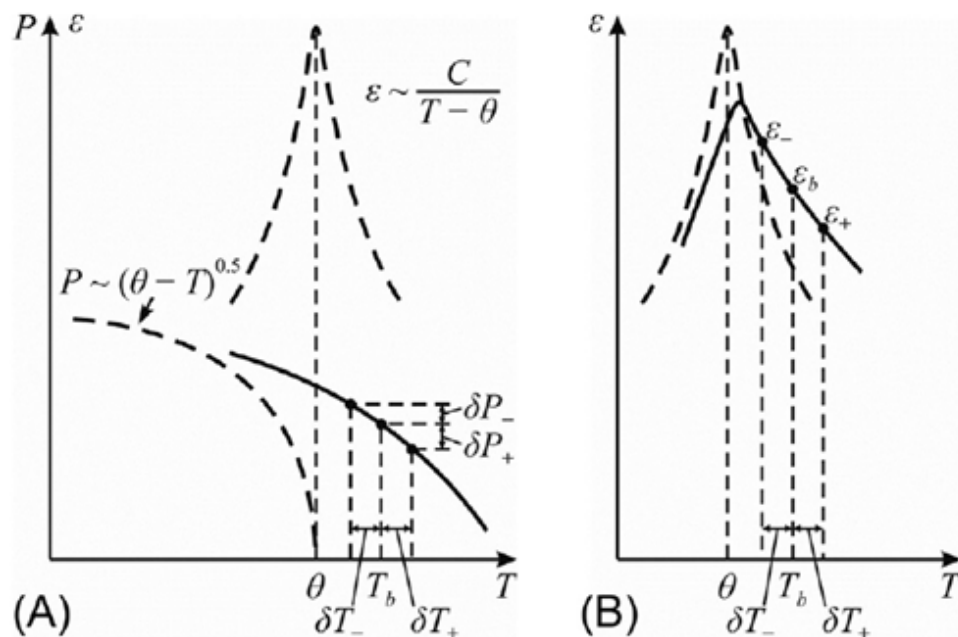 P ε
ε ~ C / (T − θ)
P ~ (θ − T)^0.5
δP₋
δP₊
θ T_b T
δT₋ δT₊
(A)
ε
ε₋
ε_b
ε₊
θ T_b T
δT₋ δT₊
(B)